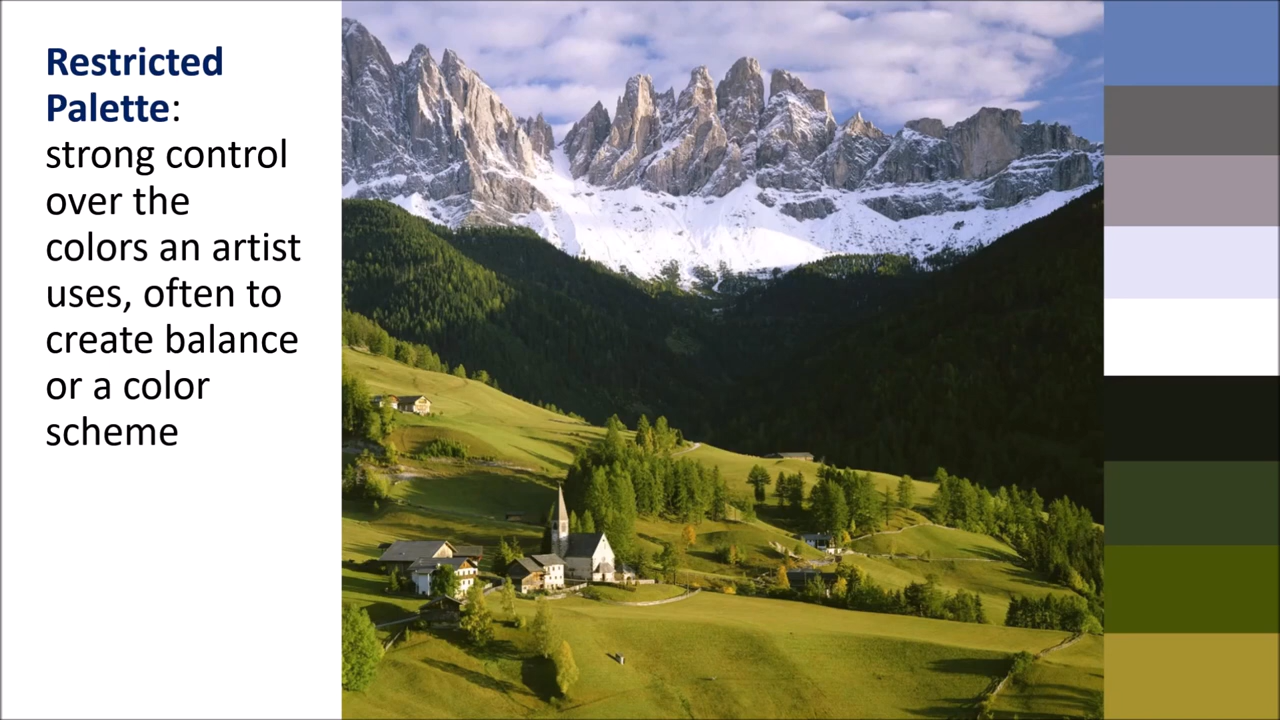 Restricted
Palette:
strong control
over the
colors an artist
uses, often to
create balance
or a color
scheme